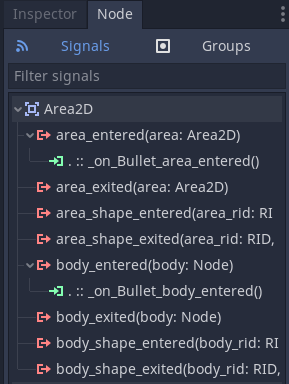 Inspector
Node
Signals
Groups
Filter signals
Area2D
area_entered(area: Area2D)
. :: _on_Bullet_area_entered()
area_exited(area: Area2D)
area_shape_entered(area_rid: RI
area_shape_exited(area_rid: RID,
body_entered(body: Node)
. :: _on_Bullet_body_entered()
body_exited(body: Node)
body_shape_entered(body_rid: RI
body_shape_exited(body_rid: RID,